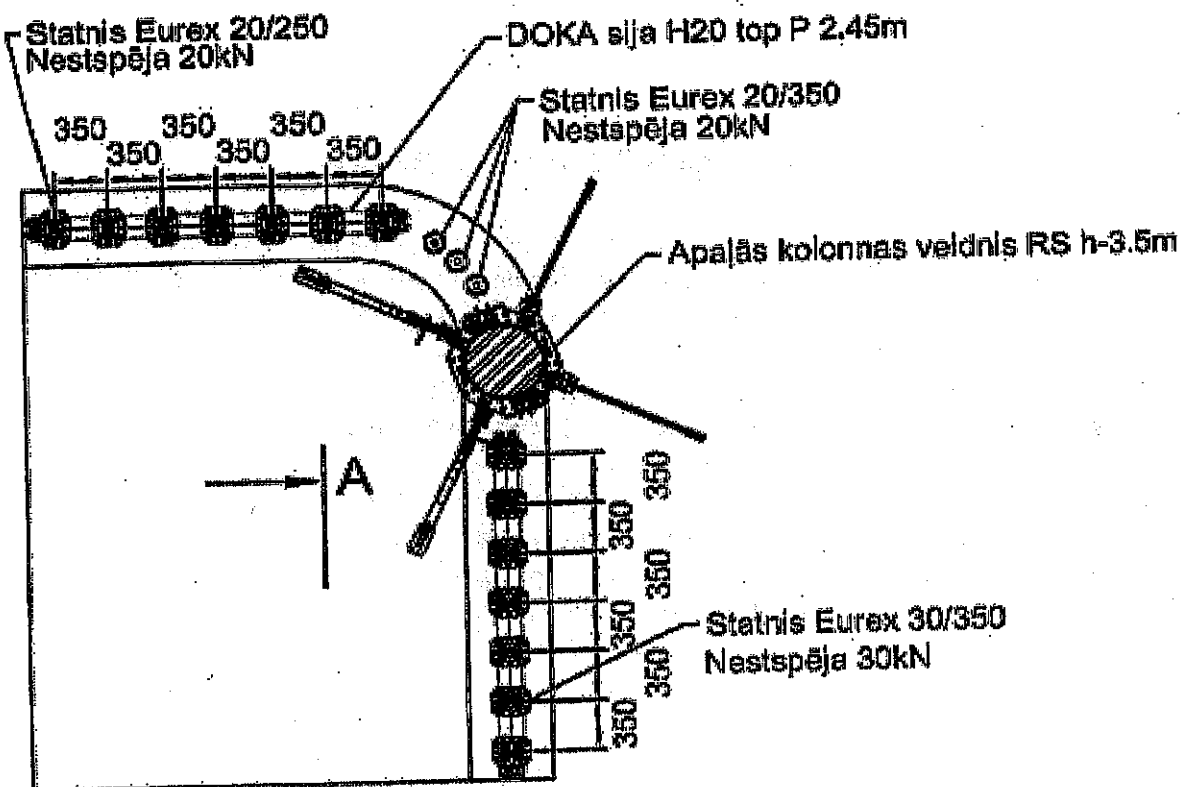 Statnis Eurex 20/250
Nestspēja 20kN
DOKA sija H20 top P 2.45m
Statnis Eurex 20/350
Nestspēja 20kN
350
350
350
350
350
350
Apaļās kolonnas veidnis RS h-3.5m
A
350
350
350
350
350
350
Statnis Eurex 30/350
Nestspēja 30kN